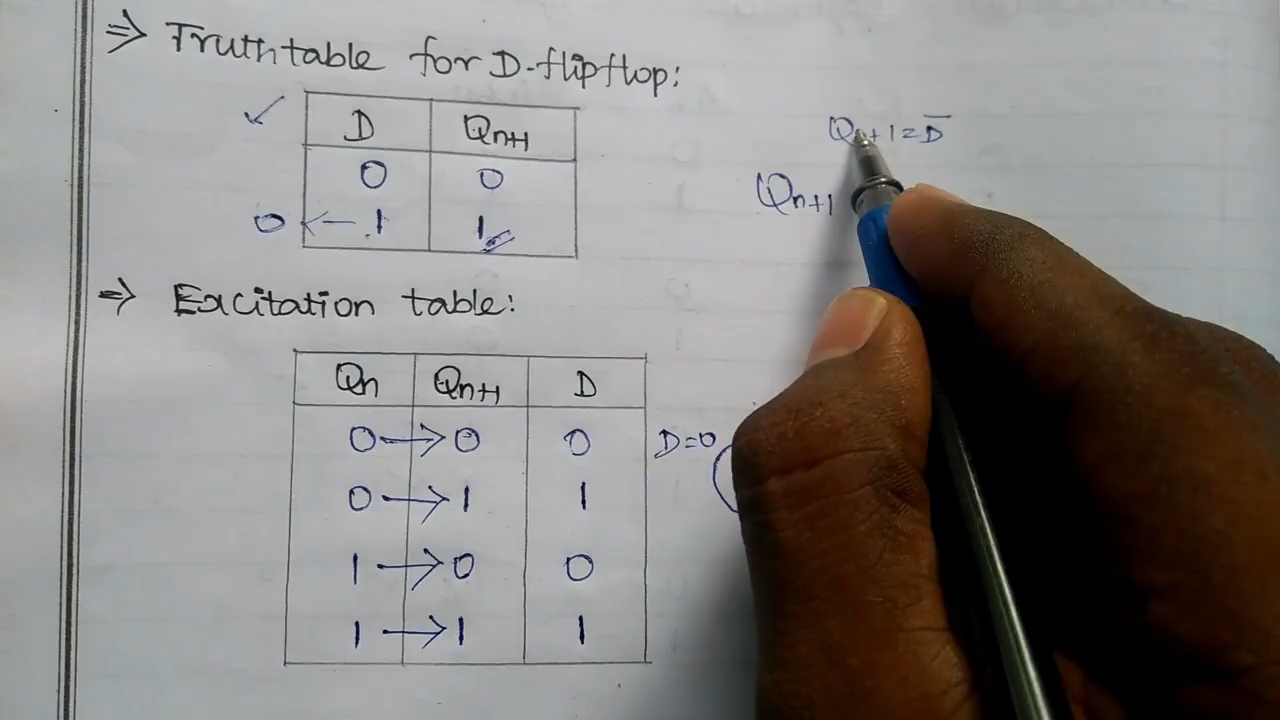 ⇒ Truthtable for D-flipflop:
✓ D Qn+1
0 0
0 ← 1 1
Qn+1 = D̅
Qn+1
⇒ Excitation table:
Qn Qn+1 D
0 → 0 0 D=0
0 → 1 1
1 → 0 0
1 → 1 1